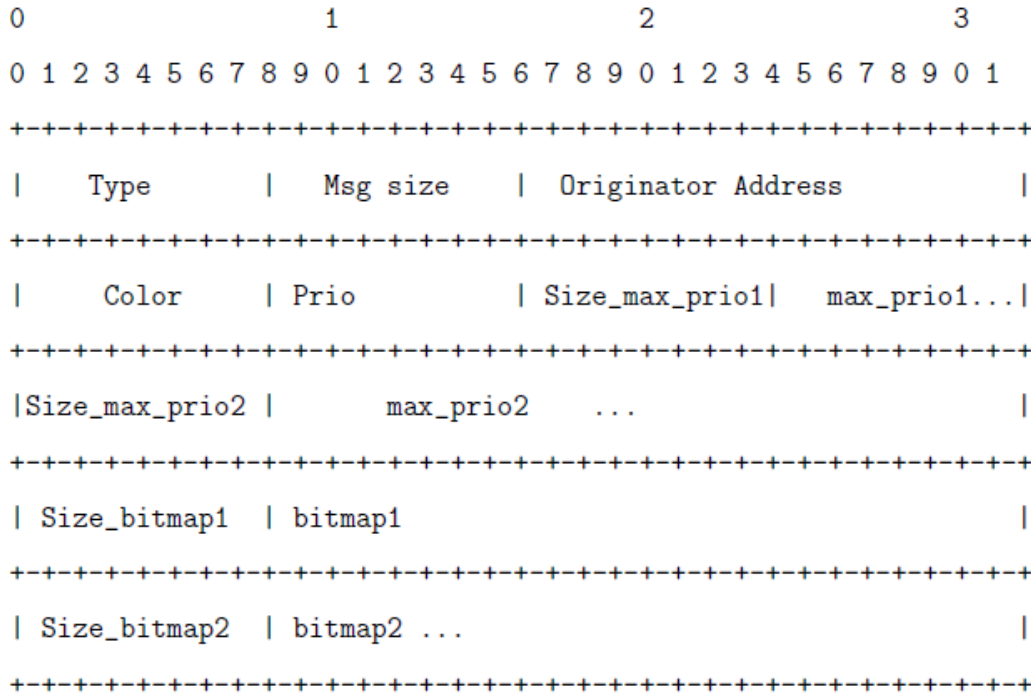 0 1 2 3
0 1 2 3 4 5 6 7 8 9 0 1 2 3 4 5 6 7 8 9 0 1 2 3 4 5 6 7 8 9 0 1
+-+-+-+-+-+-+-+-+-+-+-+-+-+-+-+-+-+-+-+-+-+-+-+-+-+-+-+-+-+-+-+-+
| Type | Msg size | Originator Address |
+-+-+-+-+-+-+-+-+-+-+-+-+-+-+-+-+-+-+-+-+-+-+-+-+-+-+-+-+-+-+-+-+
| Color | Prio | Size_max_prio1| max_prio1...|
+-+-+-+-+-+-+-+-+-+-+-+-+-+-+-+-+-+-+-+-+-+-+-+-+-+-+-+-+-+-+-+-+
|Size_max_prio2 | max_prio2 ... |
+-+-+-+-+-+-+-+-+-+-+-+-+-+-+-+-+-+-+-+-+-+-+-+-+-+-+-+-+-+-+-+-+
| Size_bitmap1 | bitmap1 |
+-+-+-+-+-+-+-+-+-+-+-+-+-+-+-+-+-+-+-+-+-+-+-+-+-+-+-+-+-+-+-+-+
| Size_bitmap2 | bitmap2 ... |
+-+-+-+-+-+-+-+-+-+-+-+-+-+-+-+-+-+-+-+-+-+-+-+-+-+-+-+-+-+-+-+-+